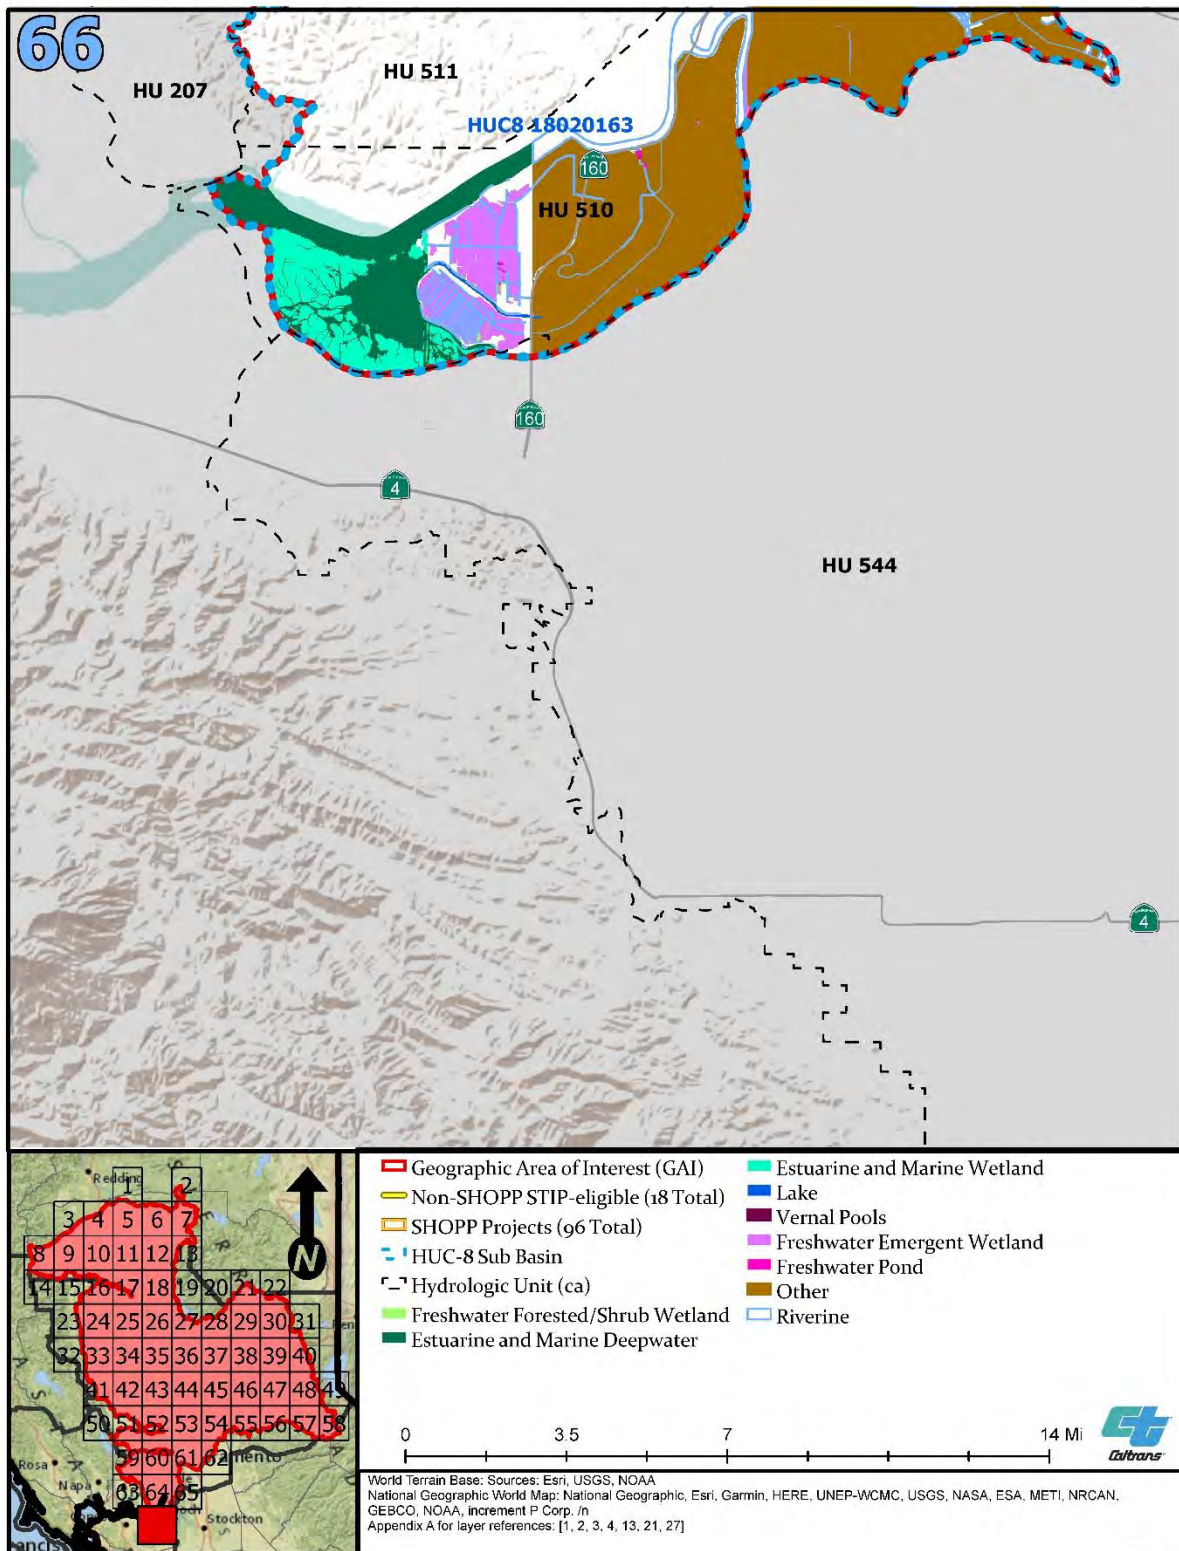 66
HU 511
HU 207
HUC8 18020163
160
HU 510
160
4
HU 544
4
Redding
1 2
3 4 5 6 7
8 9 10 11 12 13
14 15 16 17 18 19 20 21 22
23 24 25 26 27 28 29 30 31
32 33 34 35 36 37 38 39 40
41 42 43 44 45 46 47 48 49
50 51 52 53 54 55 56 57 58
59 60 61 62 mento
Rosa
Napa 63 64 65
Stockton
ancis
N
Geographic Area of Interest (GAI)
Non-SHOPP STIP-eligible (18 Total)
SHOPP Projects (96 Total)
HUC-8 Sub Basin
Hydrologic Unit (ca)
Freshwater Forested/Shrub Wetland
Estuarine and Marine Deepwater
Estuarine and Marine Wetland
Lake
Vernal Pools
Freshwater Emergent Wetland
Freshwater Pond
Other
Riverine
0 3.5 7 14 Mi
ct
Caltrans
World Terrain Base: Sources: Esri, USGS, NOAA
National Geographic World Map: National Geographic, Esri, Garmin, HERE, UNEP-WCMC, USGS, NASA, ESA, METI, NRCAN,
GEBCO, NOAA, increment P Corp. /n
Appendix A for layer references: [1, 2, 3, 4, 13, 21, 27]